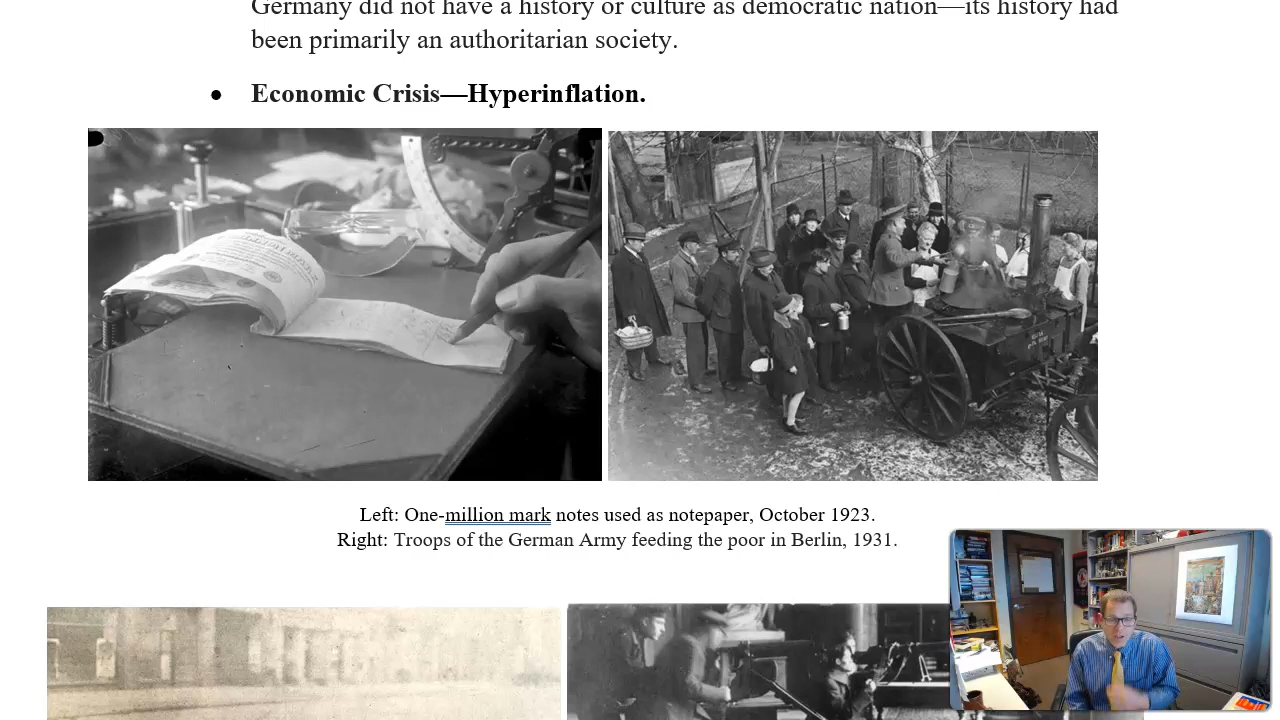 Germany did not have a history or culture as democratic nation—its history had
been primarily an authoritarian society.
• Economic Crisis—Hyperinflation.
Left: One-million mark notes used as notepaper, October 1923.
Right: Troops of the German Army feeding the poor in Berlin, 1931.